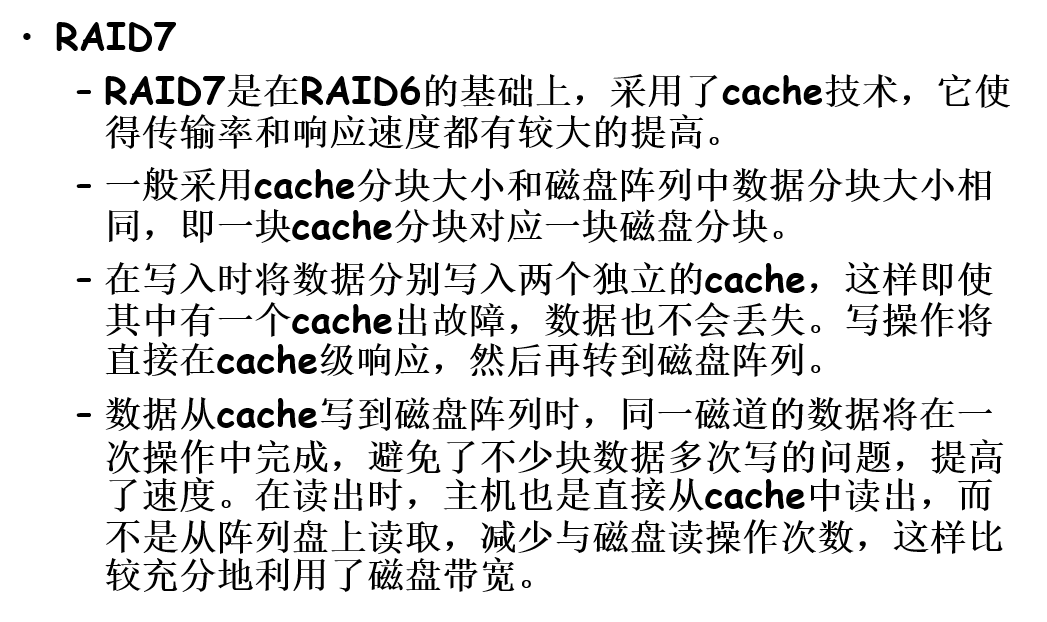 • RAID7
– RAID7是在RAID6的基础上，采用了cache技术，它使
得传输率和响应速度都有较大的提高。
– 一般采用cache分块大小和磁盘阵列中数据分块大小相
同，即一块cache分块对应一块磁盘分块。
– 在写入时将数据分别写入两个独立的cache，这样即使
其中有一个cache出故障，数据也不会丢失。写操作将
直接在cache级响应，然后再转到磁盘阵列。
– 数据从cache写到磁盘阵列时，同一磁道的数据将在一
次操作中完成，避免了不少块数据多次写的问题，提高
了速度。在读出时，主机也是直接从cache中读出，而
不是从阵列盘上读取，减少与磁盘读操作次数，这样比
较充分地利用了磁盘带宽。